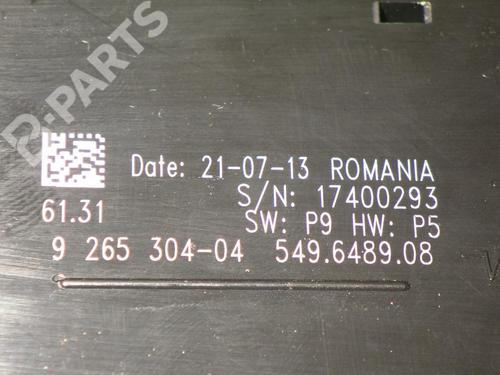 B-PARTS
Date: 21-07-13 ROMANIA
S/N: 17400293
61.31
SW: P9 HW: P5
9 265 304-04 549.6489.08